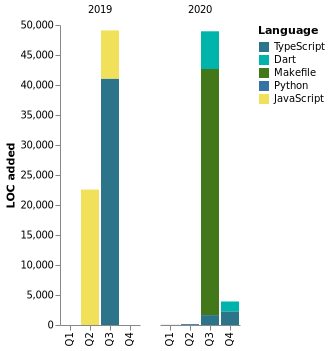 2019 2020
Language
TypeScript
Dart
Makefile
Python
JavaScript
LOC added
50,000
45,000
40,000
35,000
30,000
25,000
20,000
15,000
10,000
5,000
0
Q1 Q2 Q3 Q4 Q1 Q2 Q3 Q4